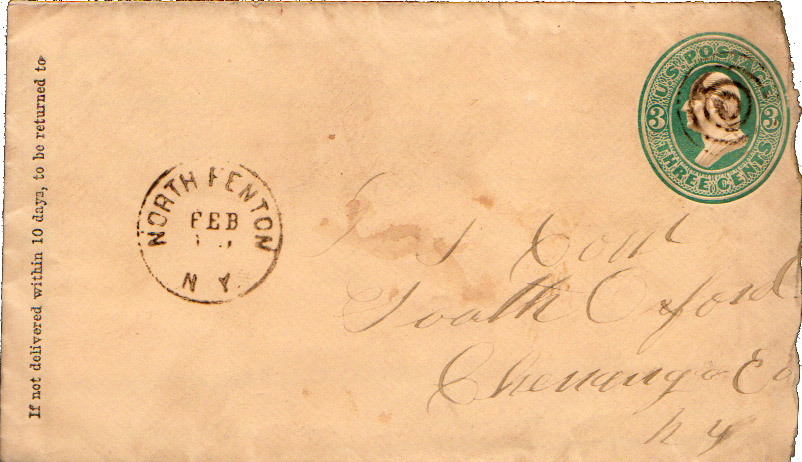 If not delivered within 10 days, to be returned to
U.S. POSTAGE
3 3
THREE CENTS
NORTH FENTON
FEB
N Y
South Oxford
Chenango Co
N Y